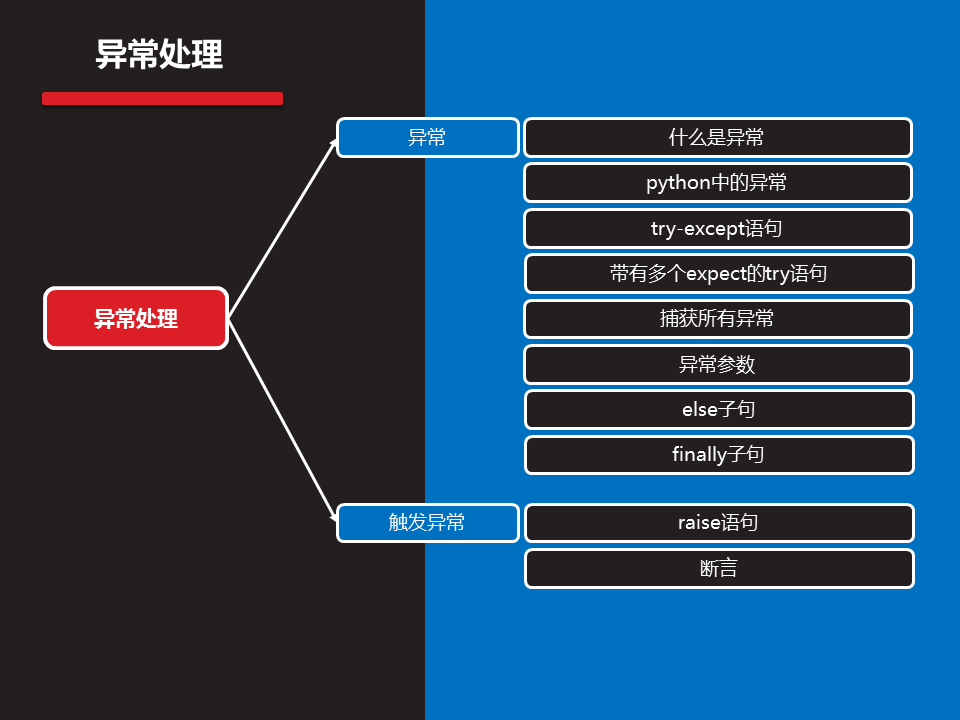 异常处理
异常处理
异常
什么是异常
python中的异常
try-except语句
带有多个expect的try语句
捕获所有异常
异常参数
else子句
finally子句
触发异常
raise语句
断言